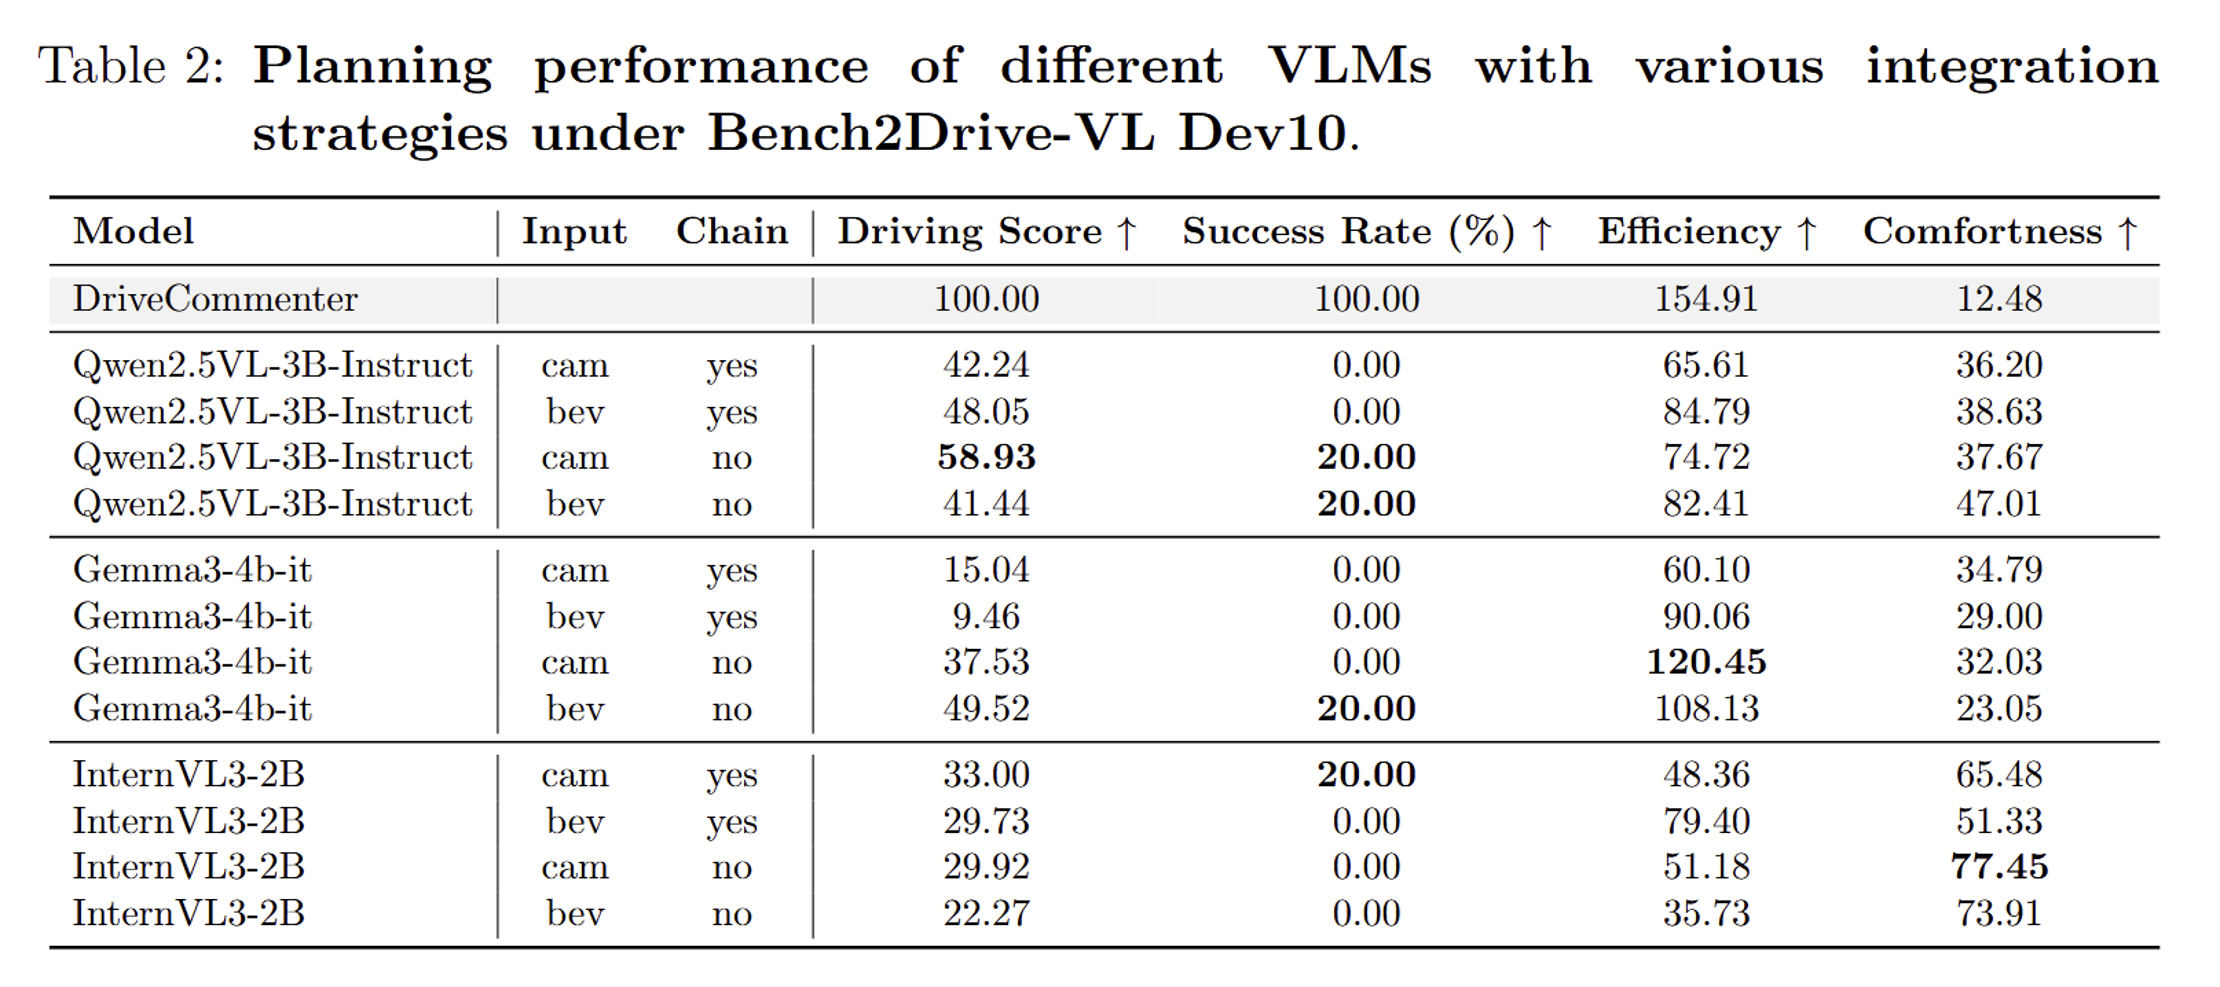 Table 2: Planning performance of different VLMs with various integration
strategies under Bench2Drive-VL Dev10.
Model Input Chain Driving Score ↑ Success Rate (%) ↑ Efficiency ↑ Comfortness ↑
DriveCommenter 100.00 100.00 154.91 12.48
Qwen2.5VL-3B-Instruct cam yes 42.24 0.00 65.61 36.20
Qwen2.5VL-3B-Instruct bev yes 48.05 0.00 84.79 38.63
Qwen2.5VL-3B-Instruct cam no 58.93 20.00 74.72 37.67
Qwen2.5VL-3B-Instruct bev no 41.44 20.00 82.41 47.01
Gemma3-4b-it cam yes 15.04 0.00 60.10 34.79
Gemma3-4b-it bev yes 9.46 0.00 90.06 29.00
Gemma3-4b-it cam no 37.53 0.00 120.45 32.03
Gemma3-4b-it bev no 49.52 20.00 108.13 23.05
InternVL3-2B cam yes 33.00 20.00 48.36 65.48
InternVL3-2B bev yes 29.73 0.00 79.40 51.33
InternVL3-2B cam no 29.92 0.00 51.18 77.45
InternVL3-2B bev no 22.27 0.00 35.73 73.91